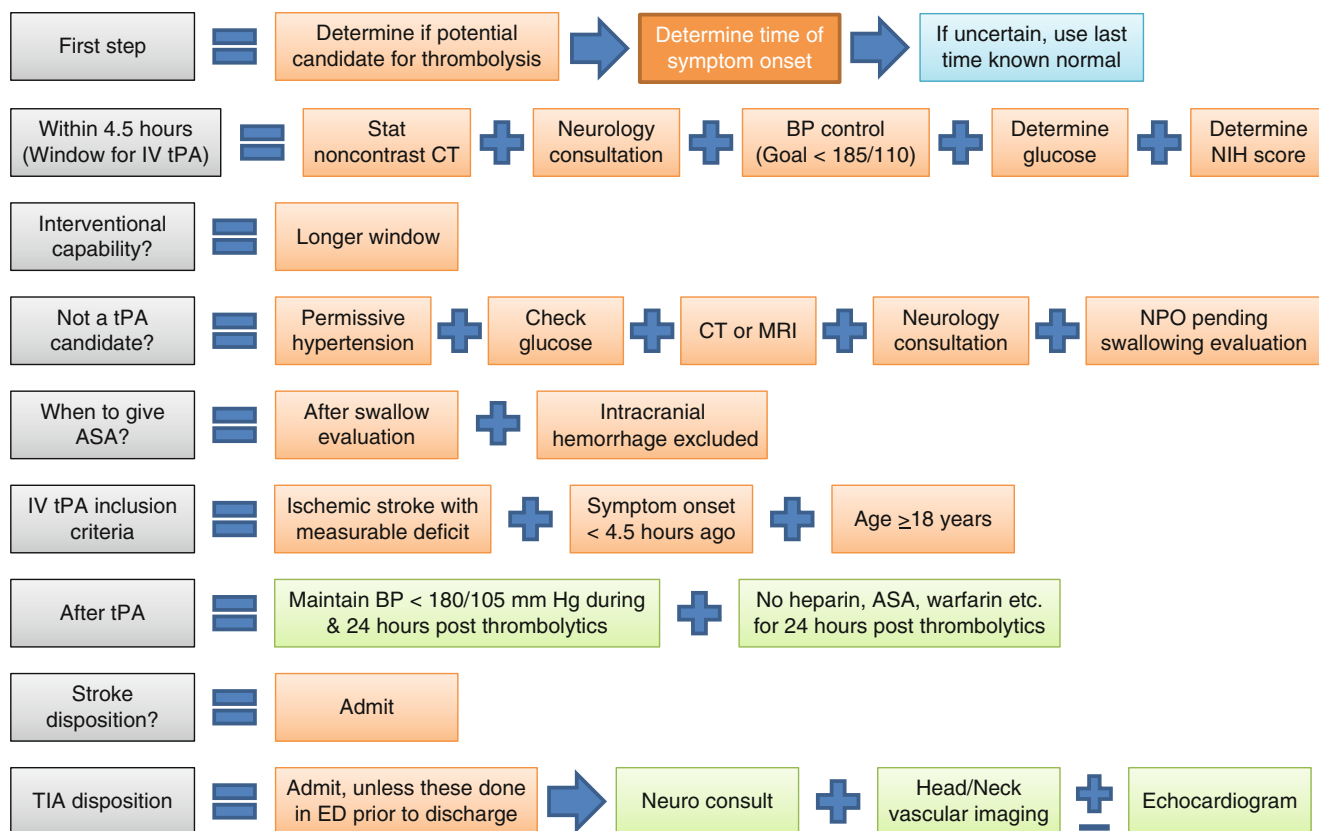 First step
Determine if potential
candidate for thrombolysis
Determine time of
symptom onset
If uncertain, use last
time known normal
Within 4.5 hours
(Window for IV tPA)
Stat
noncontrast CT
Neurology
consultation
BP control
(Goal < 185/110)
Determine
glucose
Determine
NIH score
Interventional
capability?
Longer window
Not a tPA
candidate?
Permissive
hypertension
Check
glucose
CT or MRI
Neurology
consultation
NPO pending
swallowing evaluation
When to give
ASA?
After swallow
evaluation
Intracranial
hemorrhage excluded
IV tPA inclusion
criteria
Ischemic stroke with
measurable deficit
Symptom onset
< 4.5 hours ago
Age ≥18 years
After tPA
Maintain BP < 180/105 mm Hg during
& 24 hours post thrombolytics
No heparin, ASA, warfarin etc.
for 24 hours post thrombolytics
Stroke
disposition?
Admit
TIA disposition
Admit, unless these done
in ED prior to discharge
Neuro consult
Head/Neck
vascular imaging
Echocardiogram